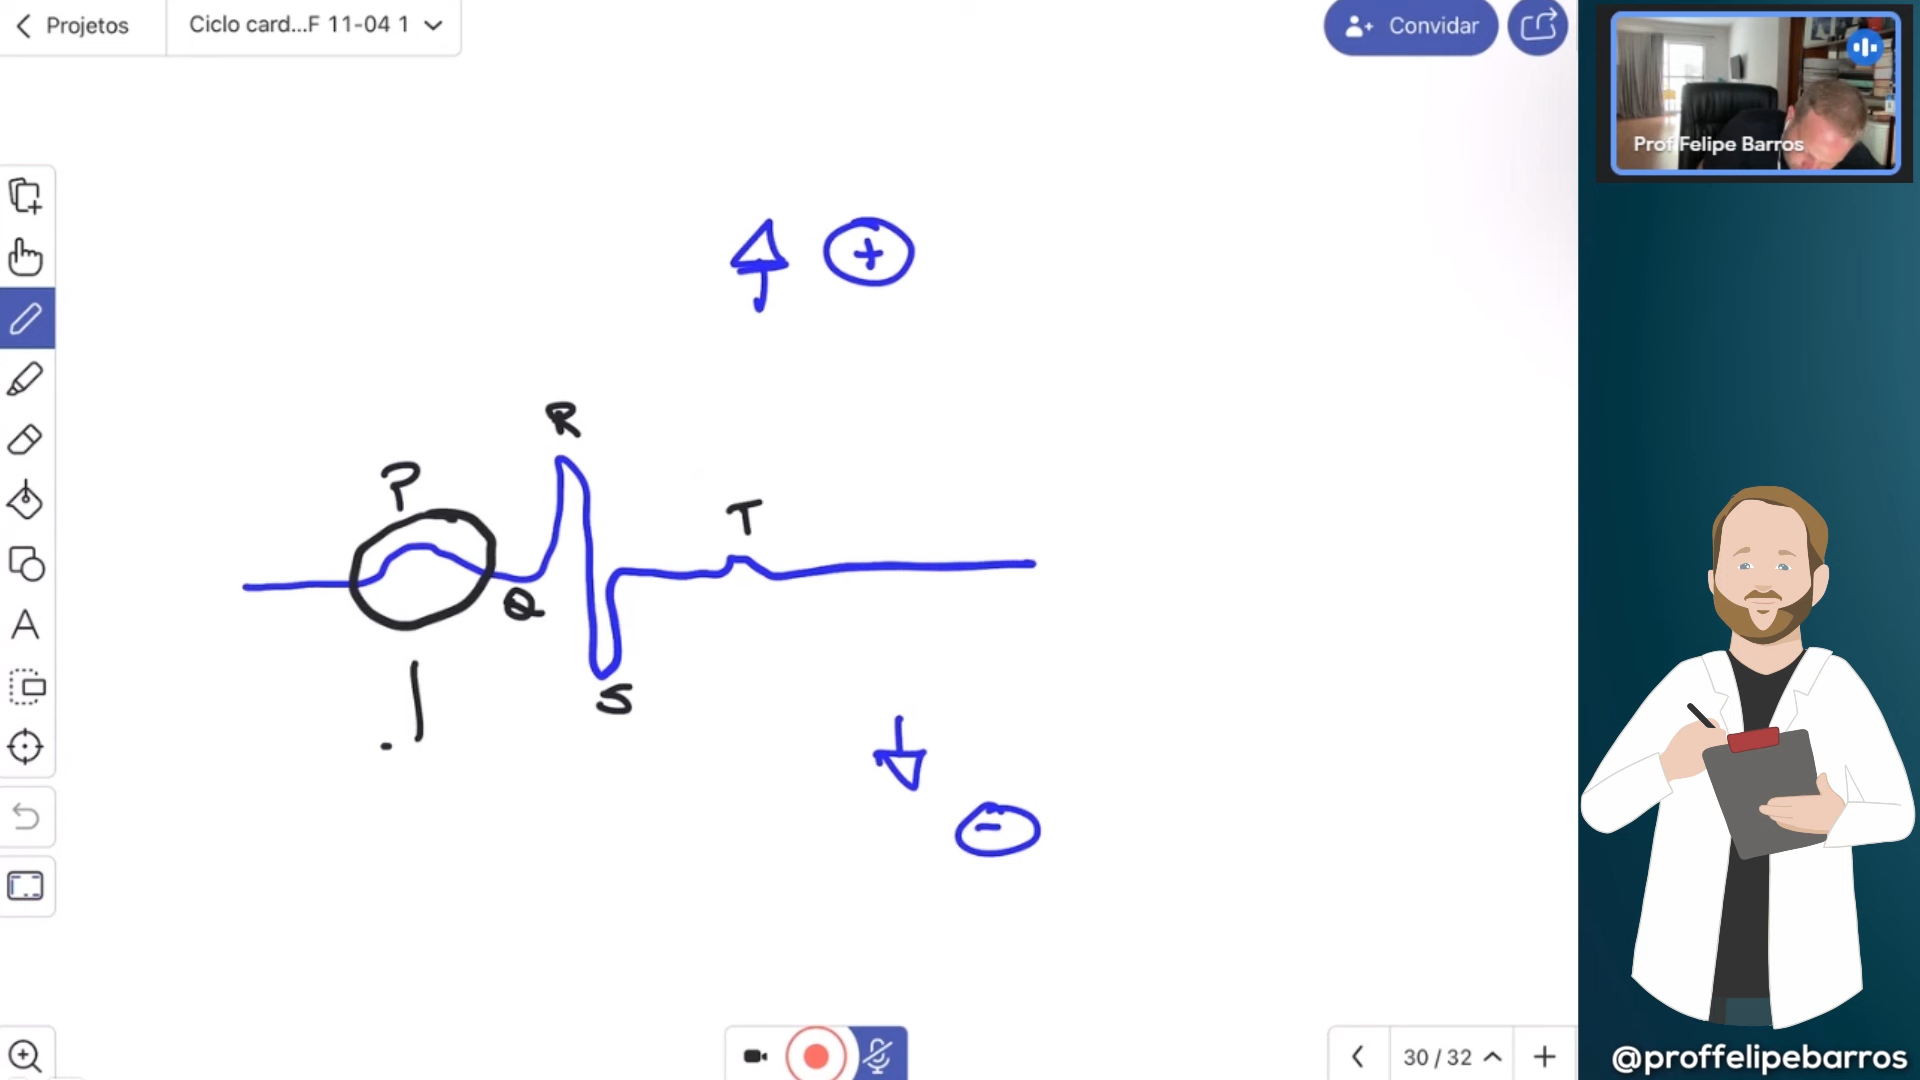 Projetos
Ciclo card...F 11-04 1
Convidar
Prof Felipe Barros
+
R
P
T
Q
S
-
30 / 32
@proffelipebarros